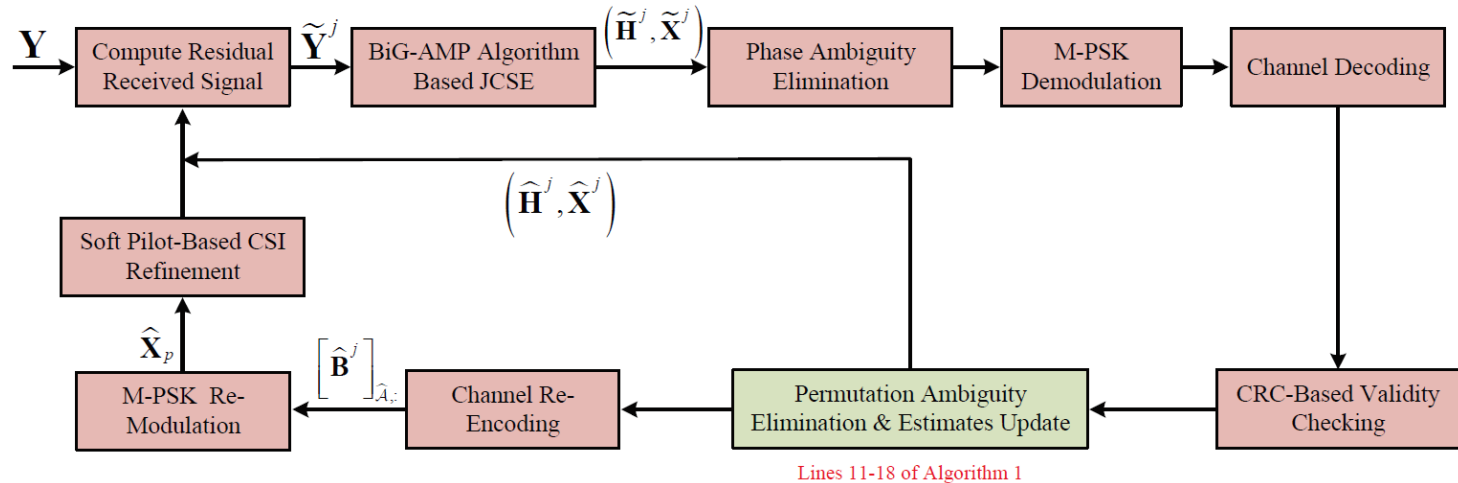 Y
Compute Residual
Received Signal
Ỹ^j
BiG-AMP Algorithm
Based JCSE
(H̃^j, X̃^j)
Phase Ambiguity
Elimination
M-PSK
Demodulation
Channel Decoding
(Ĥ^j, X̂^j)
Soft Pilot-Based CSI
Refinement
X̂_p
M-PSK Re-
Modulation
[B̂^j]_{Â,:}
Channel Re-
Encoding
Permutation Ambiguity
Elimination & Estimates Update
CRC-Based Validity
Checking
Lines 11-18 of Algorithm 1